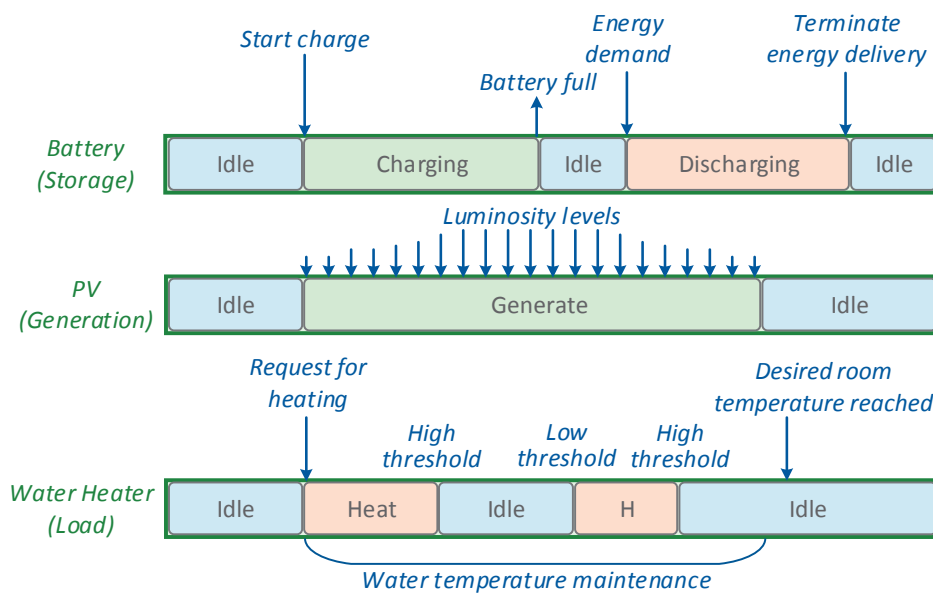 Start charge
Energy
demand
Terminate
energy delivery
Battery full
Battery
(Storage)
Idle
Charging
Idle
Discharging
Idle
Luminosity levels
PV
(Generation)
Idle
Generate
Idle
Request for
heating
Desired room
temperature reached
High
threshold
Low
threshold
High
threshold
Water Heater
(Load)
Idle
Heat
Idle
H
Idle
Water temperature maintenance